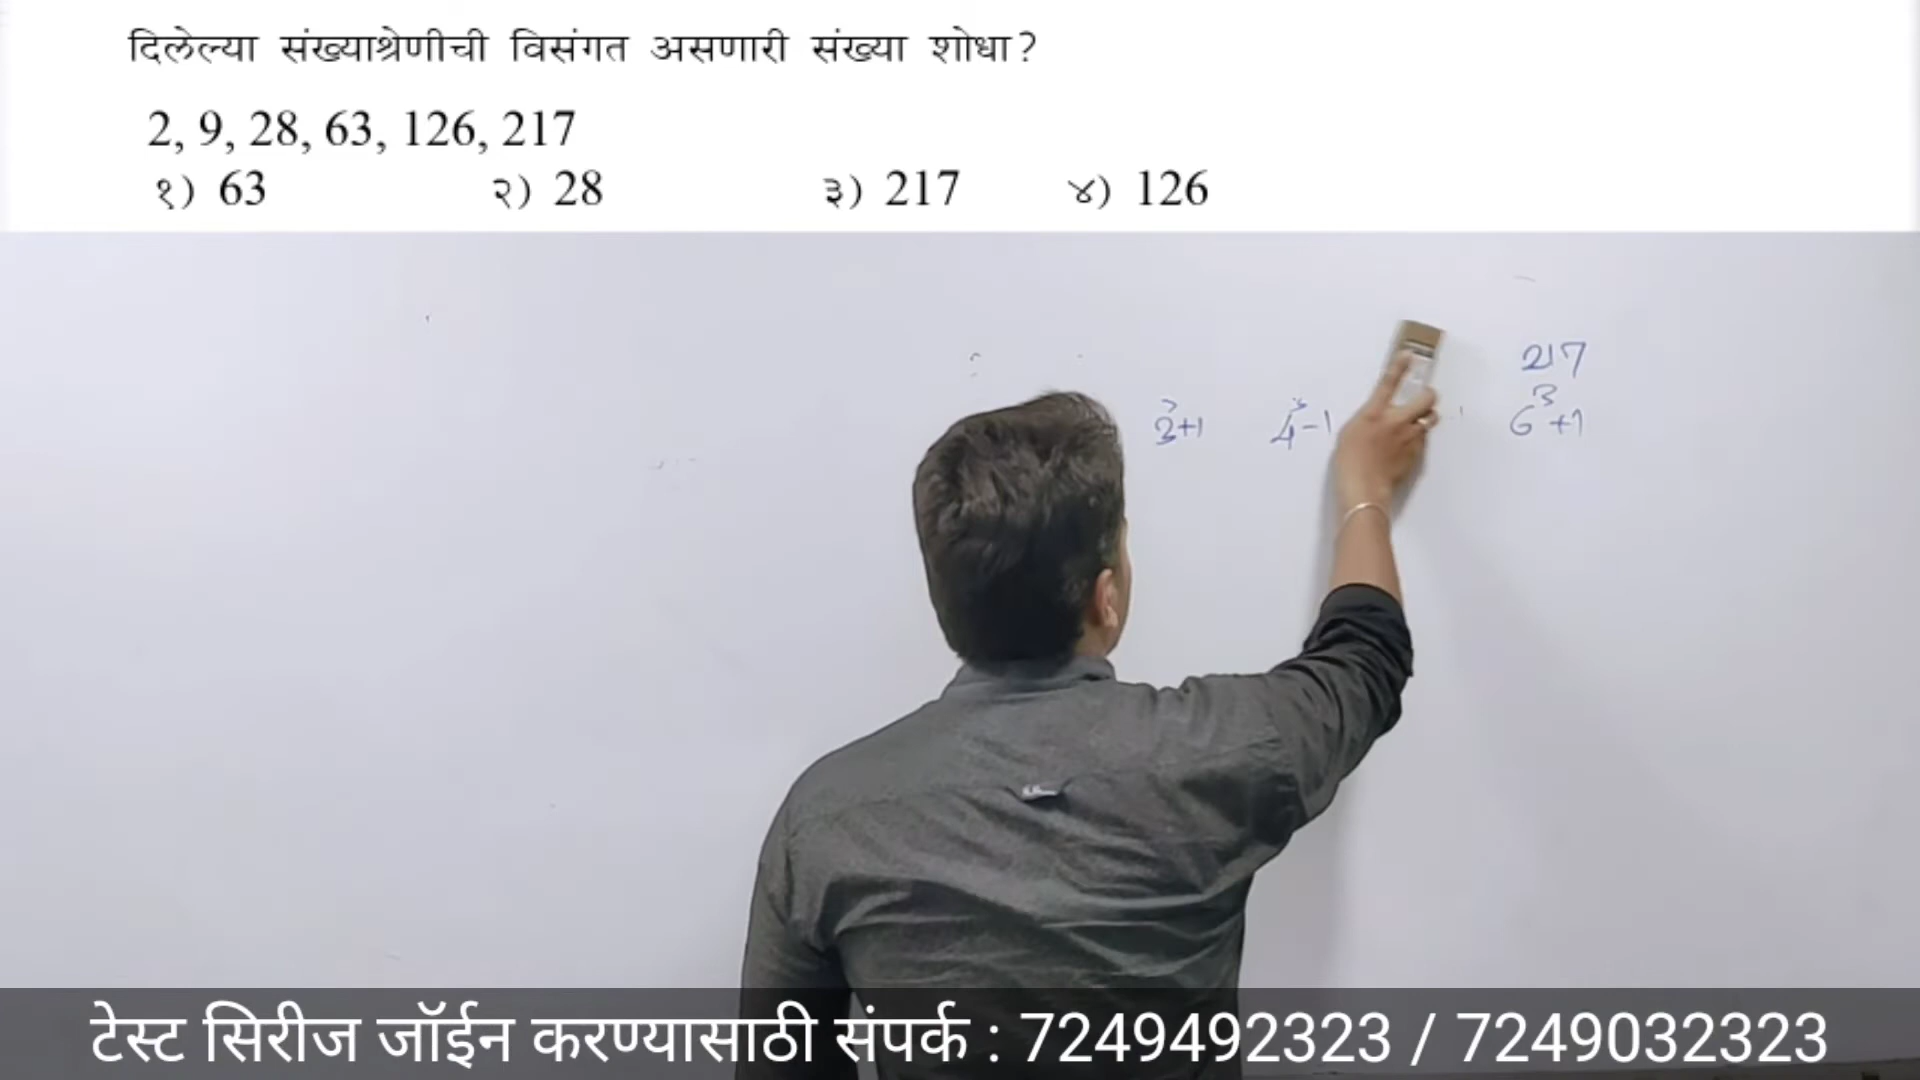 दिलेल्या संख्याश्रेणीची विसंगत असणारी संख्या शोधा?
2, 9, 28, 63, 126, 217
१) 63 २) 28 ३) 217 ४) 126
217
3³+1 4³-1 6³+1
टेस्ट सिरीज जॉईन करण्यासाठी संपर्क : 7249492323 / 7249032323